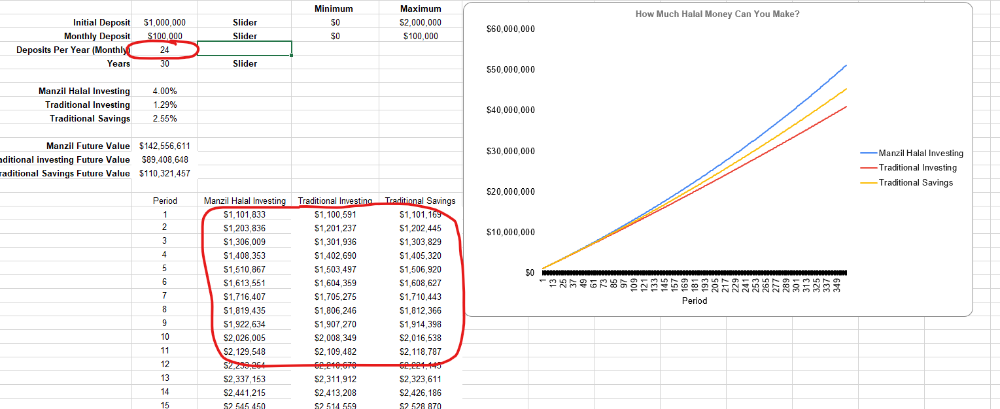 Minimum Maximum
Initial Deposit $1,000,000 Slider $0 $2,000,000
Monthly Deposit $100,000 Slider $0 $100,000
Deposits Per Year (Monthly) 24
Years 30 Slider
Manzil Halal Investing 4.00%
Traditional Investing 1.29%
Traditional Savings 2.55%
Manzil Future Value $142,556,611
aditional investing Future Value $89,408,648
raditional Savings Future Value $110,321,457
Period Manzil Halal Investing Traditional Investing Traditional Savings
1 $1,101,833 $1,100,591 $1,101,169
2 $1,203,836 $1,201,237 $1,202,445
3 $1,306,009 $1,301,936 $1,303,829
4 $1,408,353 $1,402,690 $1,405,320
5 $1,510,867 $1,503,497 $1,506,920
6 $1,613,551 $1,604,359 $1,608,627
7 $1,716,407 $1,705,275 $1,710,443
8 $1,819,435 $1,806,246 $1,812,366
9 $1,922,634 $1,907,270 $1,914,398
10 $2,026,005 $2,008,349 $2,016,538
11 $2,129,548 $2,109,482 $2,118,787
12 $2,233,264 $2,210,670 $2,221,145
13 $2,337,153 $2,311,912 $2,323,611
14 $2,441,215 $2,413,208 $2,426,186
15 $2,545,450 $2,514,559 $2,528,870
How Much Halal Money Can You Make?
$60,000,000
$50,000,000
$40,000,000
$30,000,000
$20,000,000
$10,000,000
$0
1 13 25 37 49 61 73 85 97 109 121 133 145 157 169 181 193 205 217 229 241 253 265 277 289 301 313 325 337 349
Period
Manzil Halal Investing
Traditional Investing
Traditional Savings